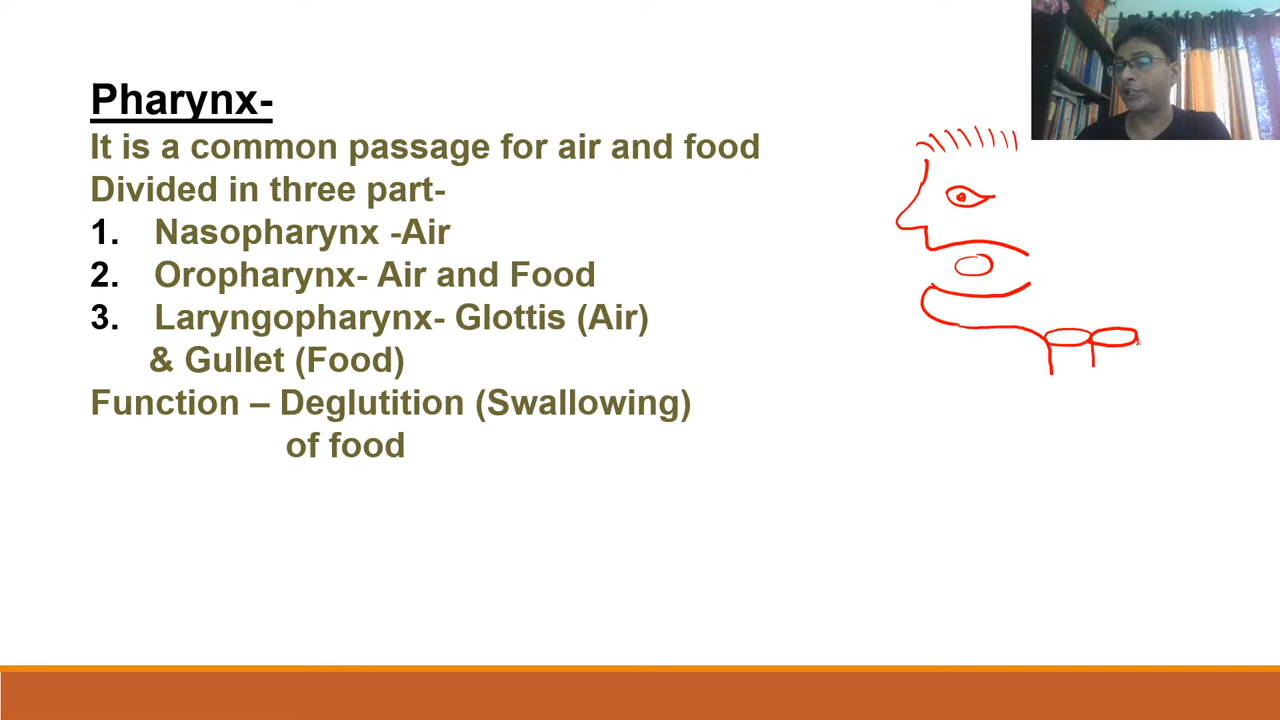 Pharynx-
It is a common passage for air and food
Divided in three part-
1. Nasopharynx -Air
2. Oropharynx- Air and Food
3. Laryngopharynx- Glottis (Air)
& Gullet (Food)
Function – Deglutition (Swallowing)
of food